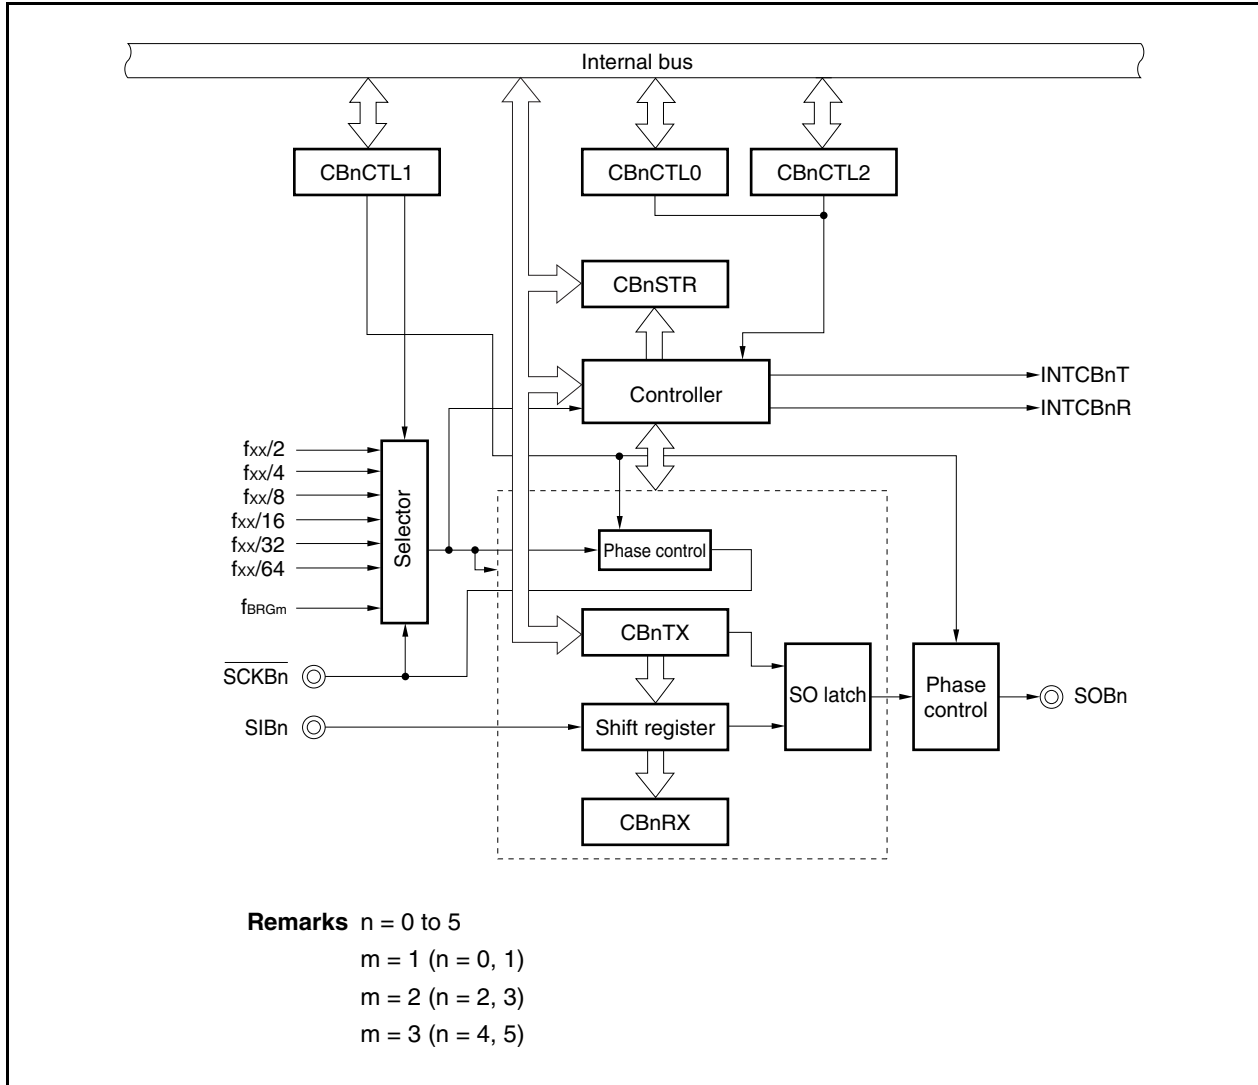 Internal bus
CBnCTL1
CBnCTL0
CBnCTL2
CBnSTR
Controller
INTCBnT
INTCBnR
fxx/2
fxx/4
fxx/8
fxx/16
fxx/32
fxx/64
fBRGm
Selector
Phase control
CBnTX
SCKBn
SO latch
Phase
control
SOBn
SIBn
Shift register
CBnRX
Remarks n = 0 to 5
m = 1 (n = 0, 1)
m = 2 (n = 2, 3)
m = 3 (n = 4, 5)